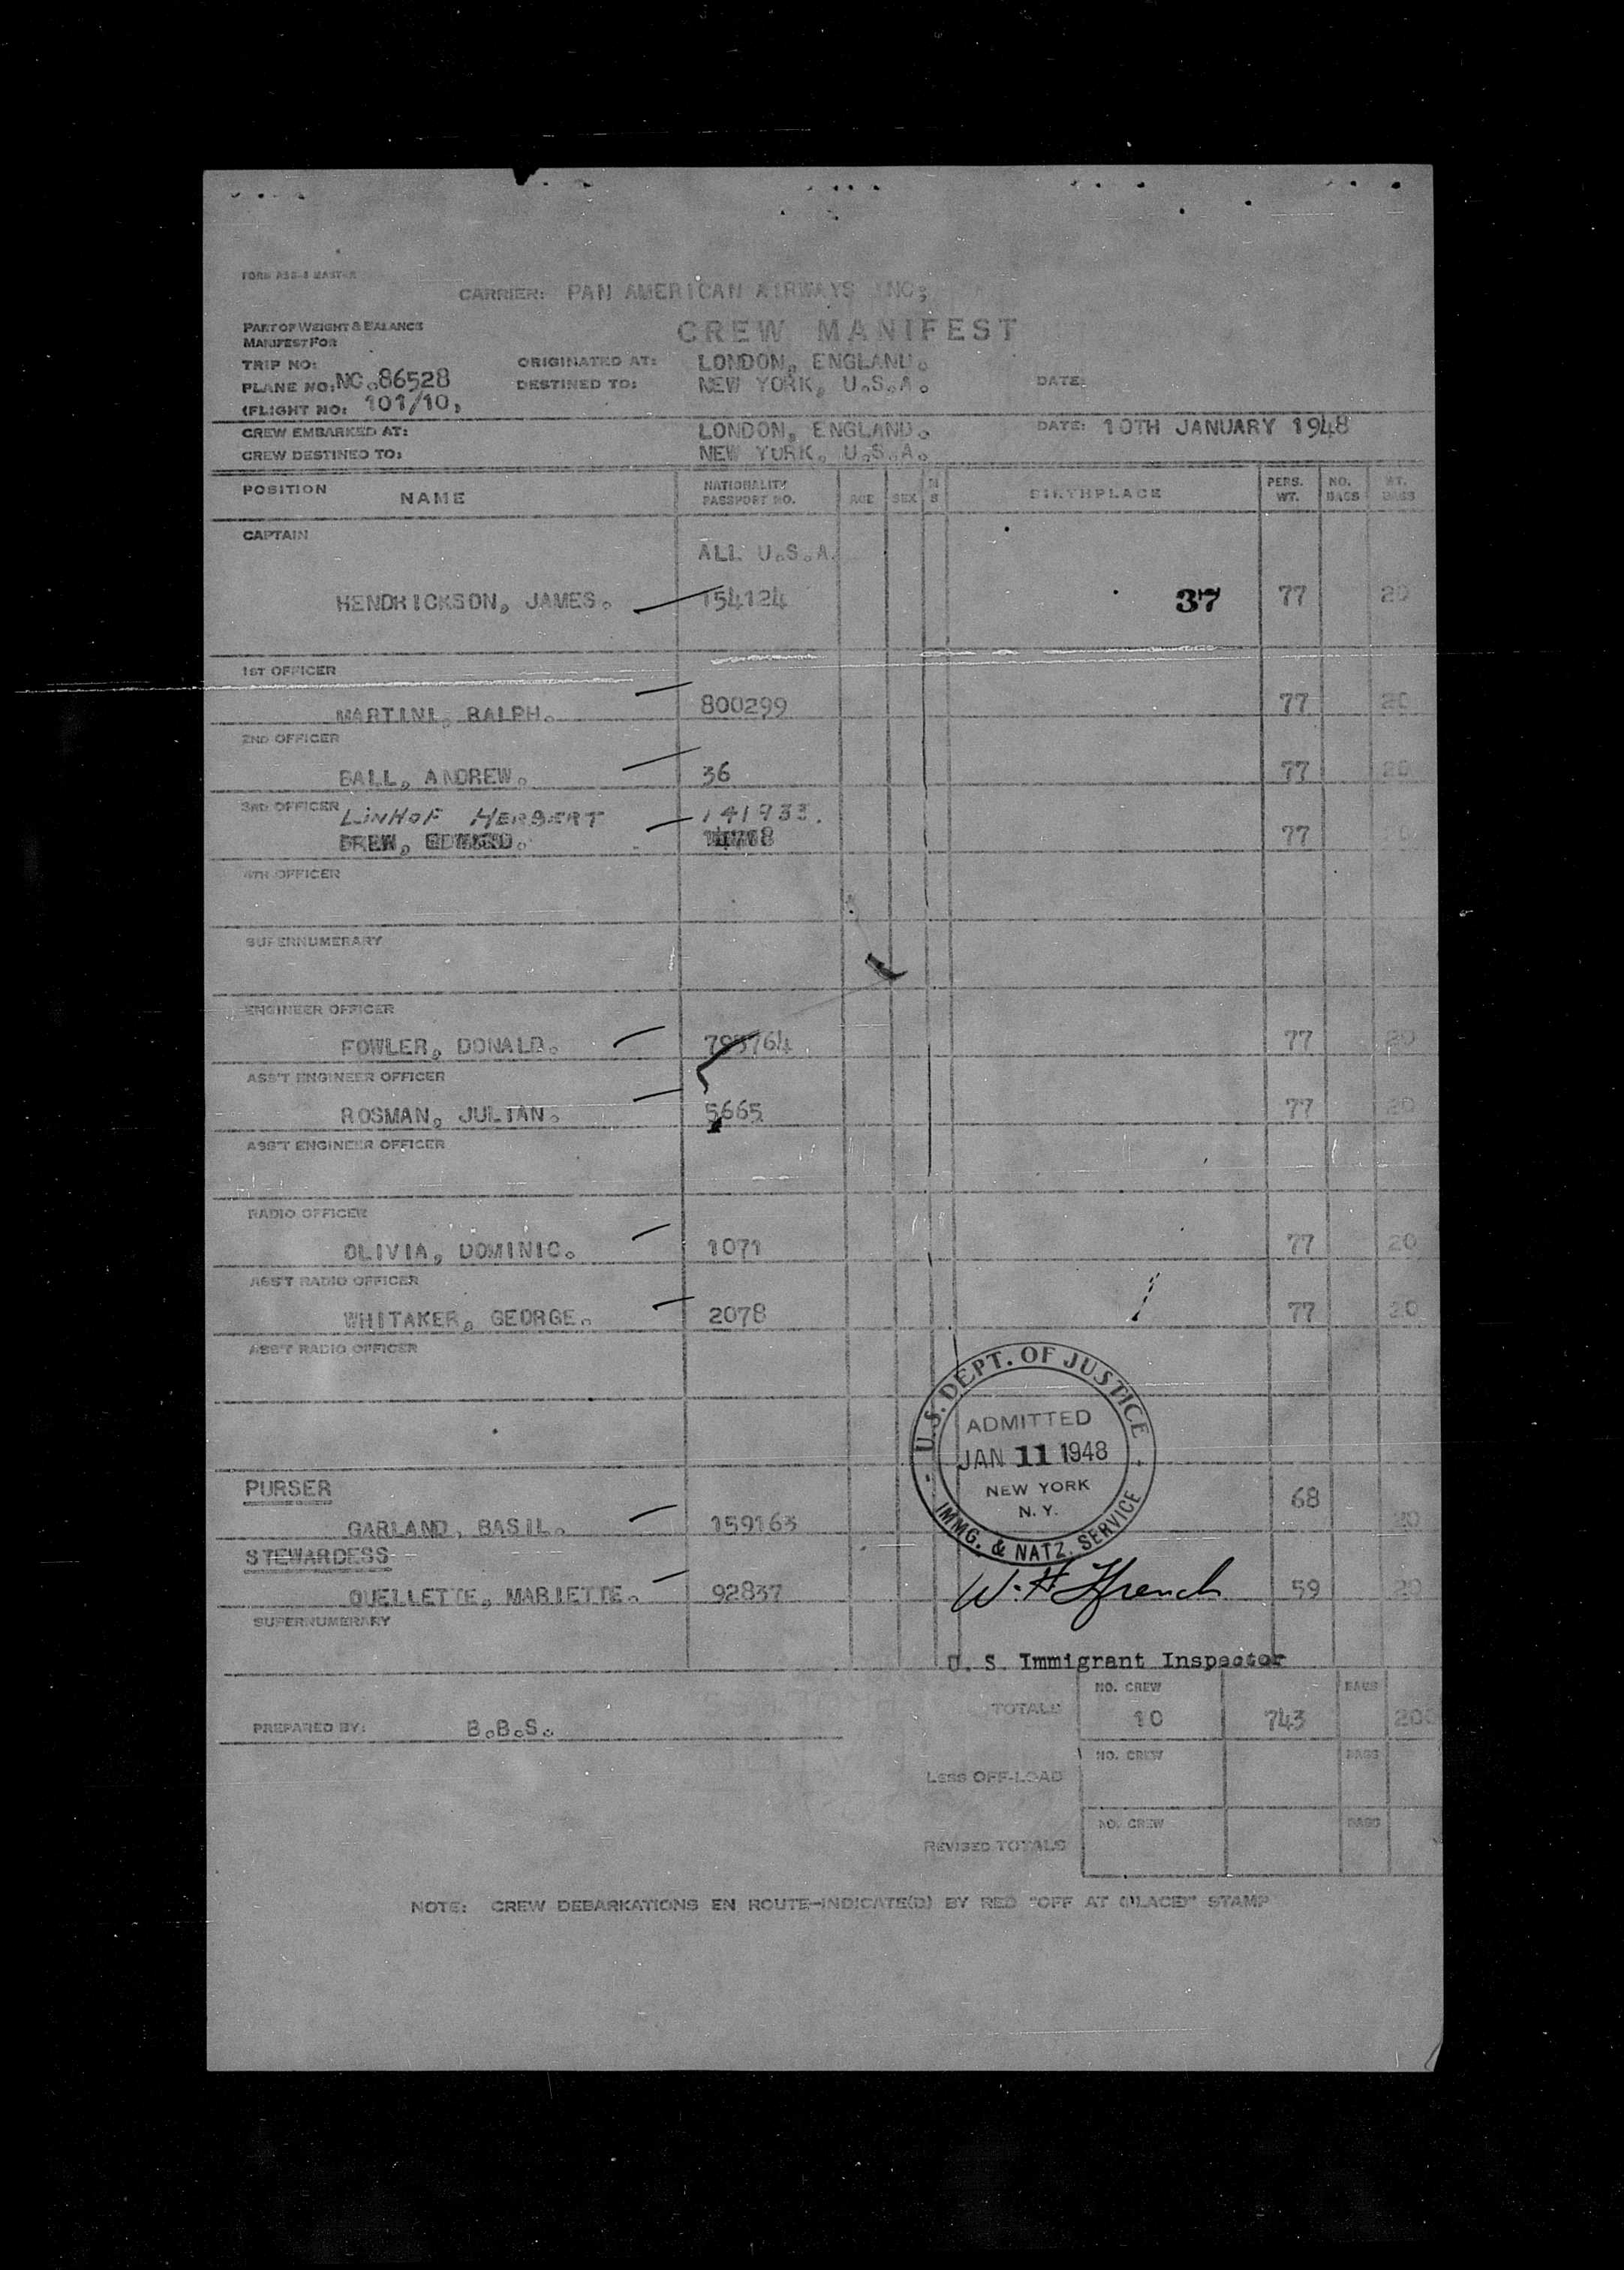 FORM MASTER
CARRIER: PAN AMERICAN AIRWAYS INC;
PART OF WEIGHT & BALANCE
MANIFEST FOR
CREW MANIFEST
TRIP NO: ORIGINATED AT: LONDON, ENGLAND.
PLANE NO: NC.86528 DESTINED TO: NEW YORK, U.S.A. DATE:
(FLIGHT NO: 101/10,
CREW EMBARKED AT: LONDON, ENGLAND. DATE: 10TH JANUARY 1948
CREW DESTINED TO: NEW YORK, U.S.A.
POSITION NAME NATIONALITY PASSPORT NO. AGE SEX M S BIRTHPLACE PERS. WT. NO. BAGS WT. BAGS
CAPTAIN
ALL U.S.A.
HENDRICKSON, JAMES. 154124 37 77 20
1ST OFFICER
MARTINI, RALPH. 800299 77 20
2ND OFFICER
BALL, ANDREW. 36 77 20
3RD OFFICER LINHOF HERBERT 141933.
77 20
4TH OFFICER
SUPERNUMERARY
ENGINEER OFFICER
FOWLER, DONALD. 77 20
ASS'T ENGINEER OFFICER
ROSMAN, JULIAN. 5665 77 20
ASS'T ENGINEER OFFICER
RADIO OFFICER
OLIVIA, DOMINIC. 1071 77 20
ASS'T RADIO OFFICER
WHITAKER, GEORGE. 2078 77 20
ASS'T RADIO OFFICER
U.S. DEPT. OF JUSTICE
ADMITTED
JAN 11 1948
NEW YORK
N. Y.
IMMG. & NATZ. SERVICE
PURSER
GARLAND, BASIL. 159163 68 20
STEWARDESS
OUELLETTE, MARIETTE. 92837 59 20
SUPERNUMERARY
W. H. Ffrench
U. S. Immigrant Inspector
TOTALS NO. CREW 10 743 BAGS 200
PREPARED BY: B.B.S.
LESS OFF-LOAD NO. CREW BAGS
REVISED TOTALS NO. CREW BAGS
NOTE: CREW DEBARKATIONS EN ROUTE—INDICATE(D) BY RED "OFF AT (PLACE)" STAMP